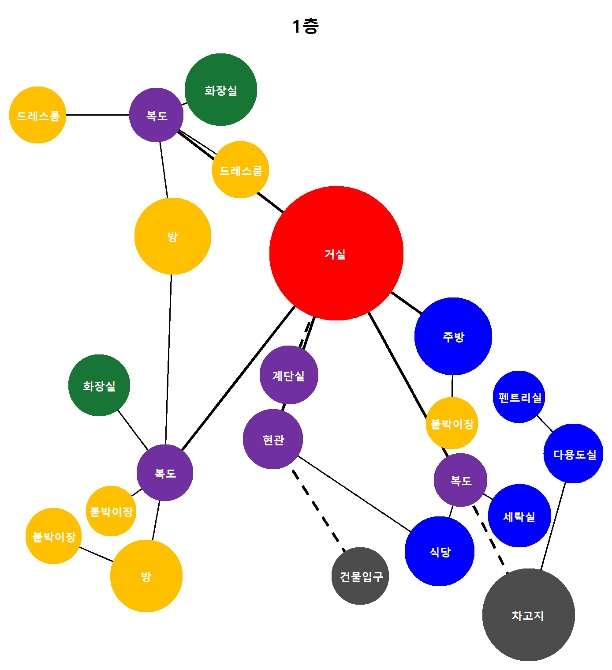 1층
화장실
드레스룸
복도
드레스룸
방
거실
주방
계단실
화장실
펜트리실
붙박이장
현관
다용도실
복도
복도
붙박이장
세탁실
붙박이장
식당
방
건물입구
차고지